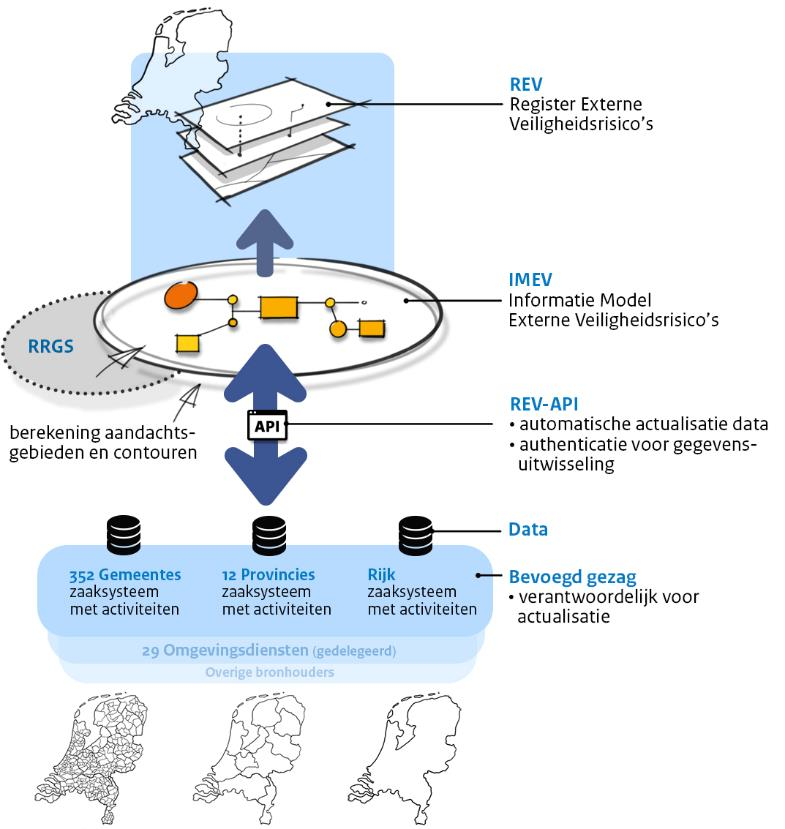 REV
Register Externe
Veiligheidsrisico's
IMEV
Informatie Model
Externe Veiligheidsrisico's
RRGS
berekening aandachts-
gebieden en contouren
API
REV-API
• automatische actualisatie data
• authenticatie voor gegevens-
uitwisseling
Data
352 Gemeentes
zaaksysteem
met activiteiten
12 Provincies
zaaksysteem
met activiteiten
Rijk
zaaksysteem
met activiteiten
Bevoegd gezag
• verantwoordelijk voor
actualisatie
29 Omgevingsdiensten (gedelegeerd)
Overige bronhouders